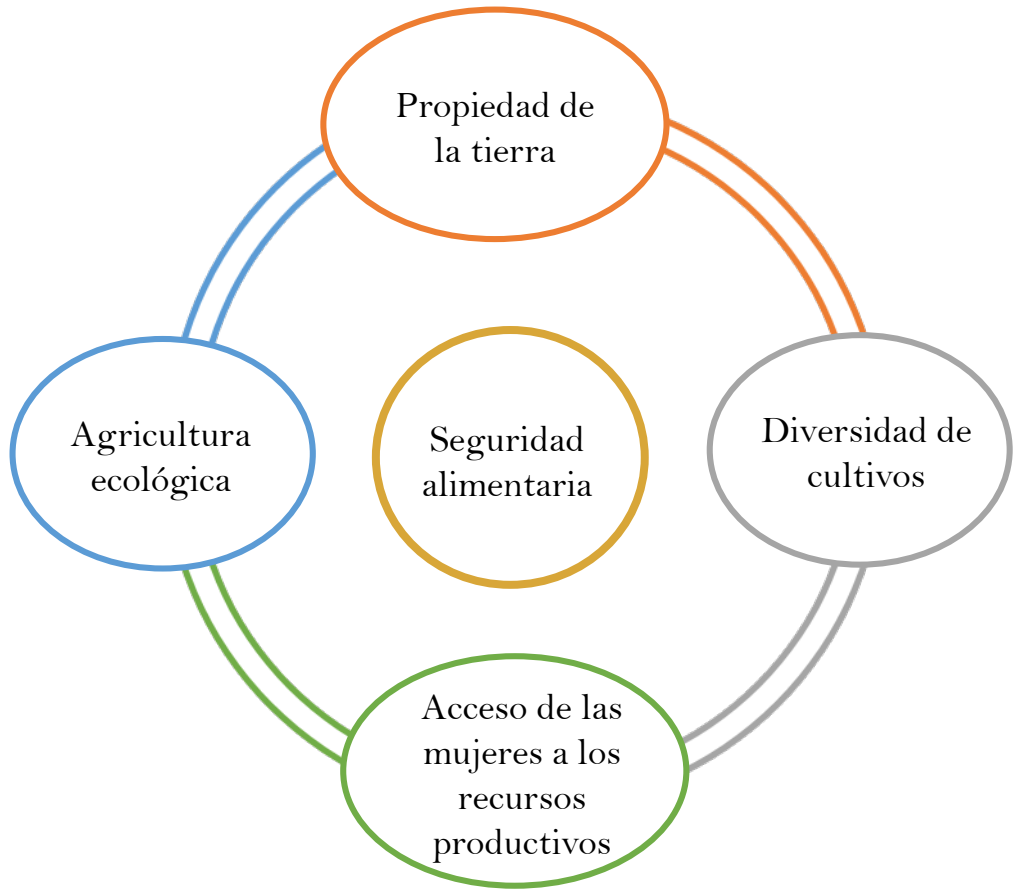 Propiedad de
la tierra
Agricultura
ecológica
Seguridad
alimentaria
Diversidad de
cultivos
Acceso de las
mujeres a los
recursos
productivos